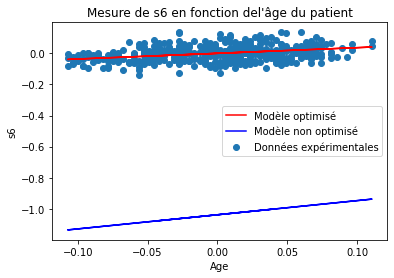 Mesure de s6 en fonction del'âge du patient
0.0
−0.2
−0.4
−0.6
−0.8
−1.0
s6
Modèle optimisé
Modèle non optimisé
Données expérimentales
−0.10
−0.05
0.00
0.05
0.10
Age